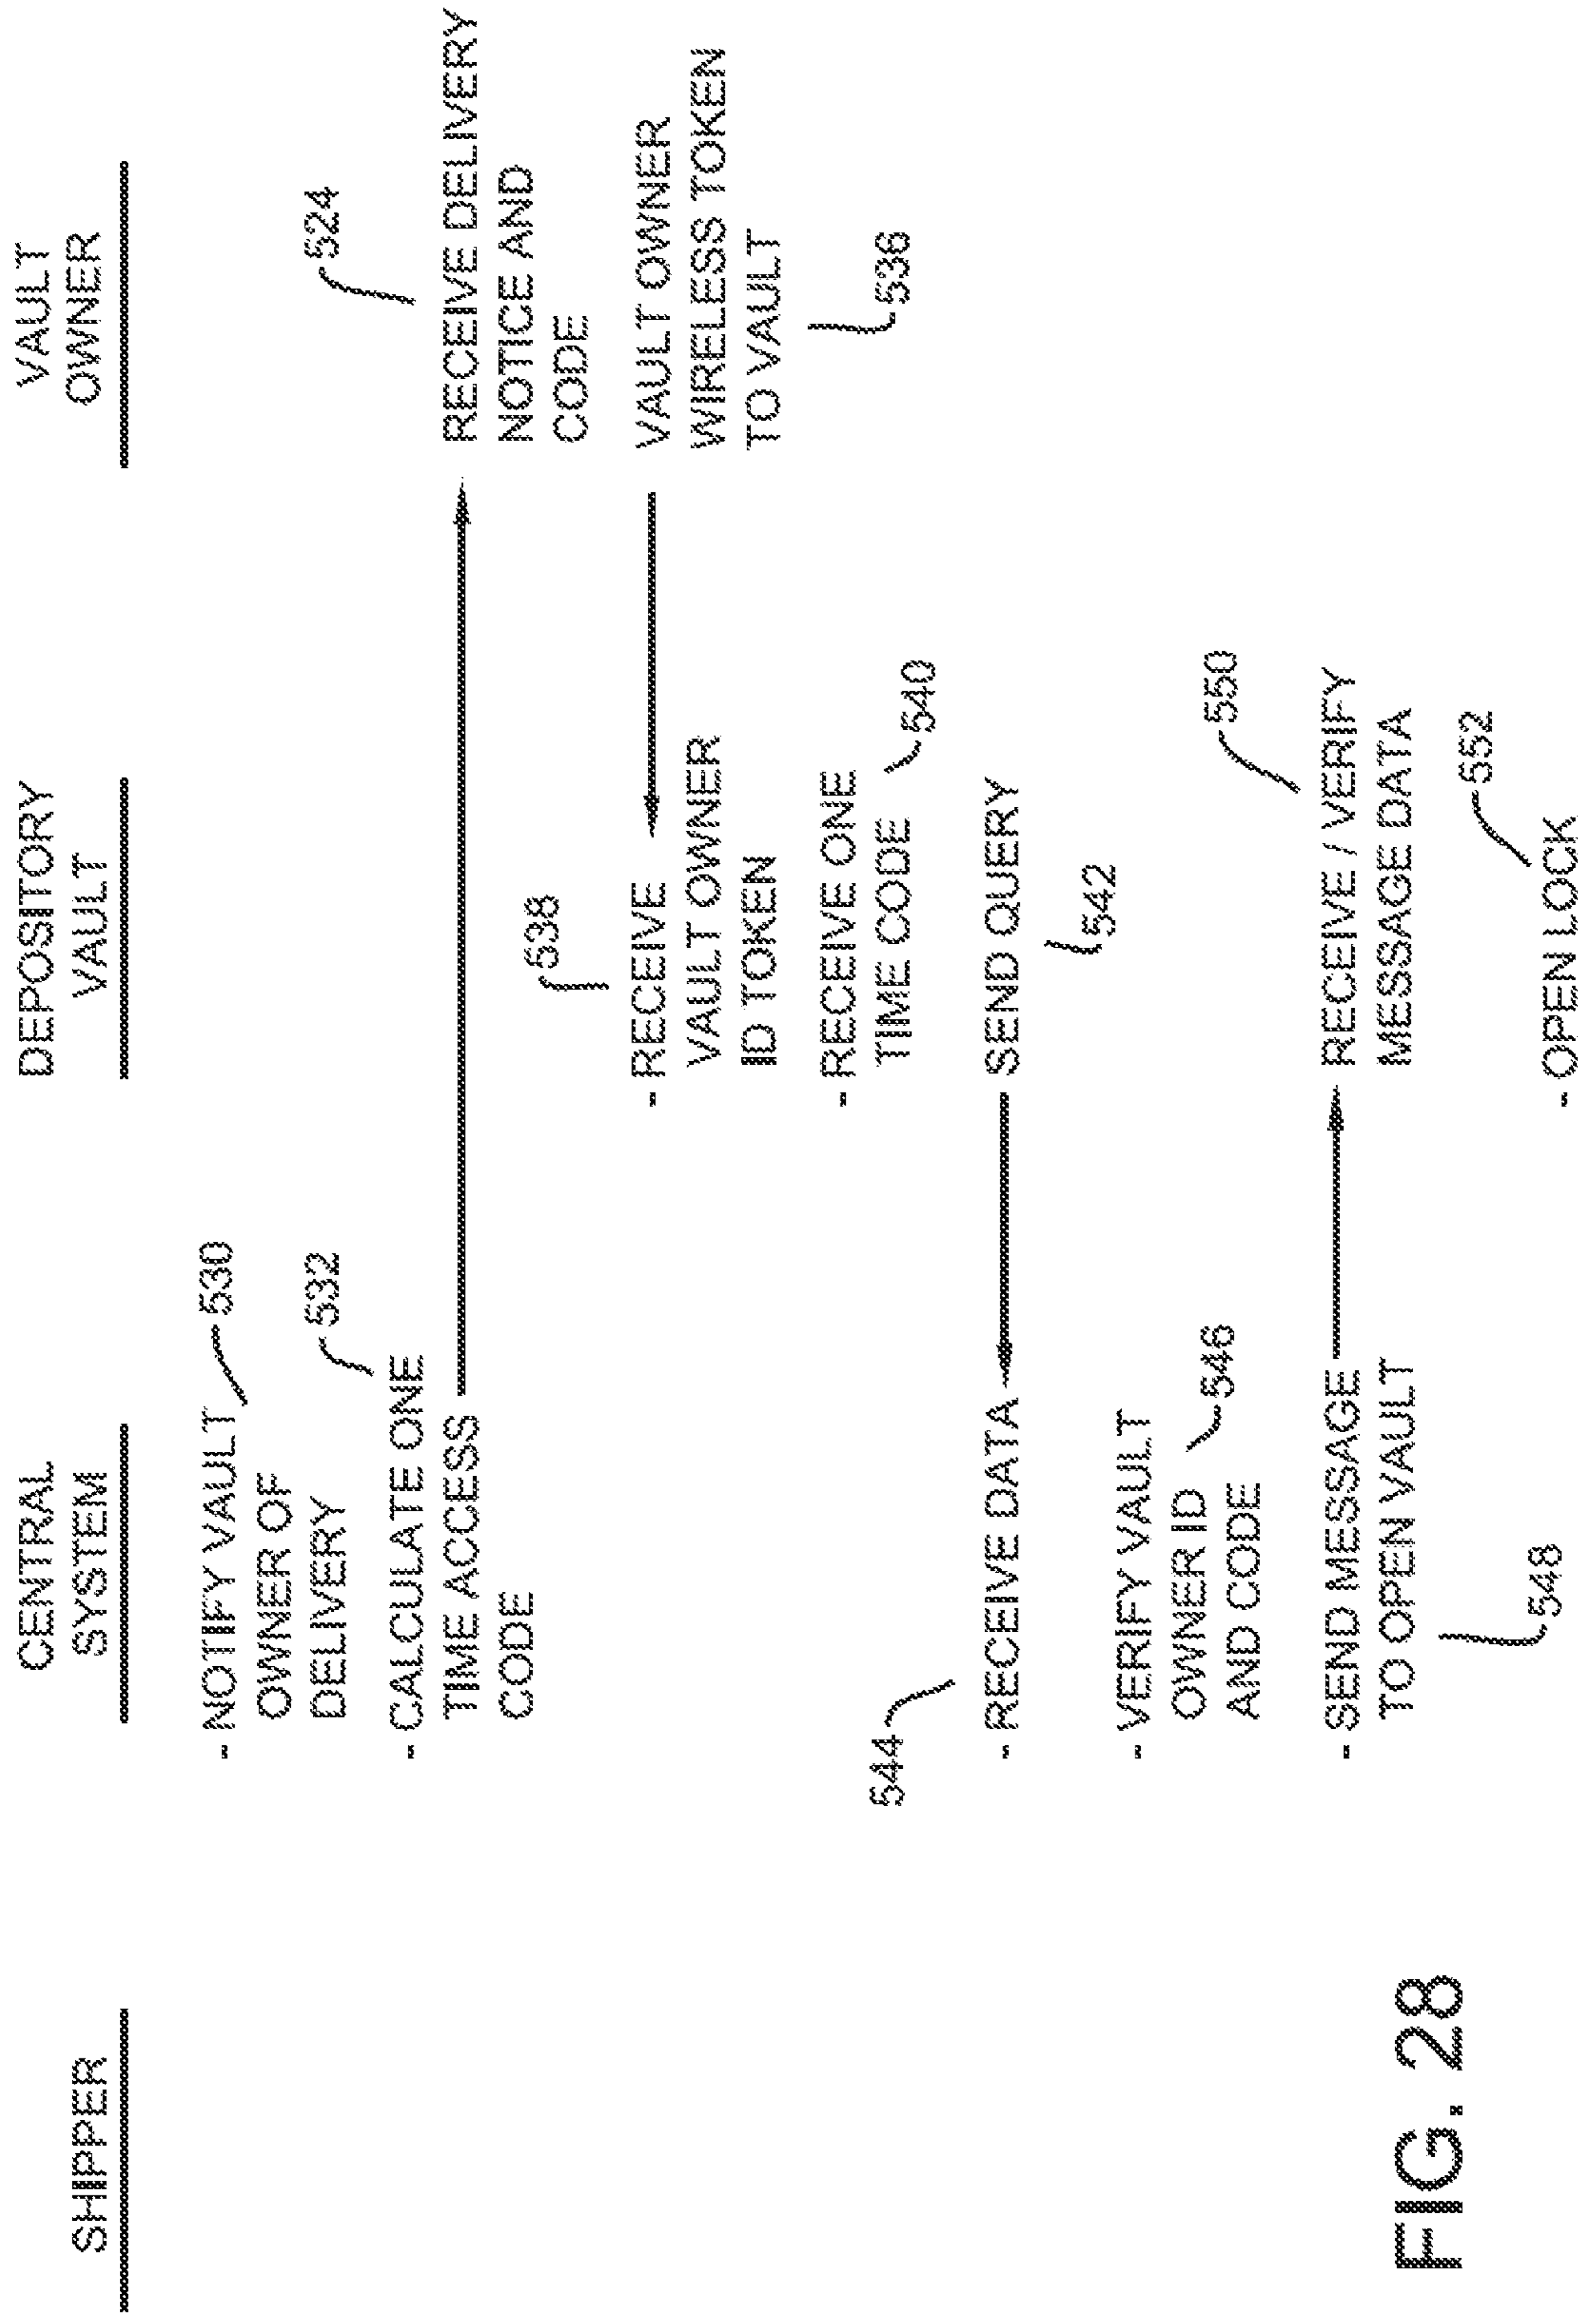 SHIPPER
CENTRAL
SYSTEM
DEPOSITORY
VAULT
VAULT
OWNER
- NOTIFY VAULT
OWNER OF
DELIVERY
530
- CALCULATE ONE
TIME ACCESS
CODE
532
524
RECEIVE DELIVERY
NOTICE AND
CODE
VAULT OWNER
WIRELESS TOKEN
TO VAULT
536
538
- RECEIVE
VAULT OWNER
ID TOKEN
- RECEIVE ONE
TIME CODE
540
SEND QUERY
542
544
- RECEIVE DATA
- VERIFY VAULT
OWNER ID
AND CODE
546
- SEND MESSAGE
TO OPEN VAULT
548
550
RECEIVE / VERIFY
MESSAGE DATA
552
- OPEN LOCK
FIG. 28